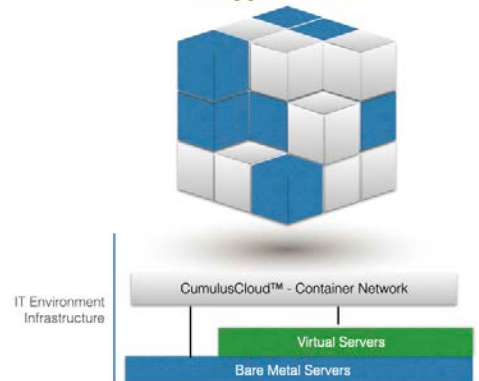 CumulusCloud™ - Container Network
IT Environment
Infrastructure
Virtual Servers
Bare Metal Servers